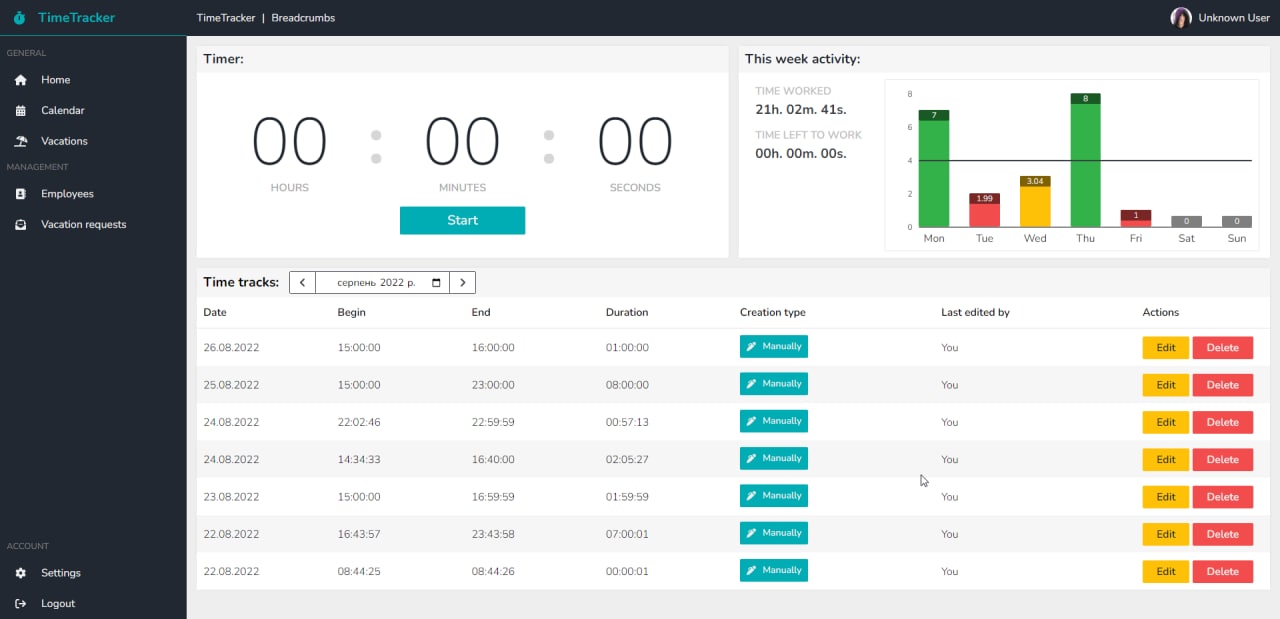 TimeTracker
TimeTracker | Breadcrumbs
Unknown User
GENERAL
Home
Calendar
Vacations
MANAGEMENT
Employees
Vacation requests
ACCOUNT
Settings
Logout
Timer:
00 : 00 : 00
HOURS MINUTES SECONDS
Start
This week activity:
TIME WORKED
21h. 02m. 41s.
TIME LEFT TO WORK
00h. 00m. 00s.
8
6
4
2
0
7 1.99 3.04 8 1 0 0
Mon Tue Wed Thu Fri Sat Sun
Time tracks: серпень 2022 р.
Date Begin End Duration Creation type Last edited by Actions
26.08.2022 15:00:00 16:00:00 01:00:00 Manually You Edit Delete
25.08.2022 15:00:00 23:00:00 08:00:00 Manually You Edit Delete
24.08.2022 22:02:46 22:59:59 00:57:13 Manually You Edit Delete
24.08.2022 14:34:33 16:40:00 02:05:27 Manually You Edit Delete
23.08.2022 15:00:00 16:59:59 01:59:59 Manually You Edit Delete
22.08.2022 16:43:57 23:43:58 07:00:01 Manually You Edit Delete
22.08.2022 08:44:25 08:44:26 00:00:01 Manually You Edit Delete